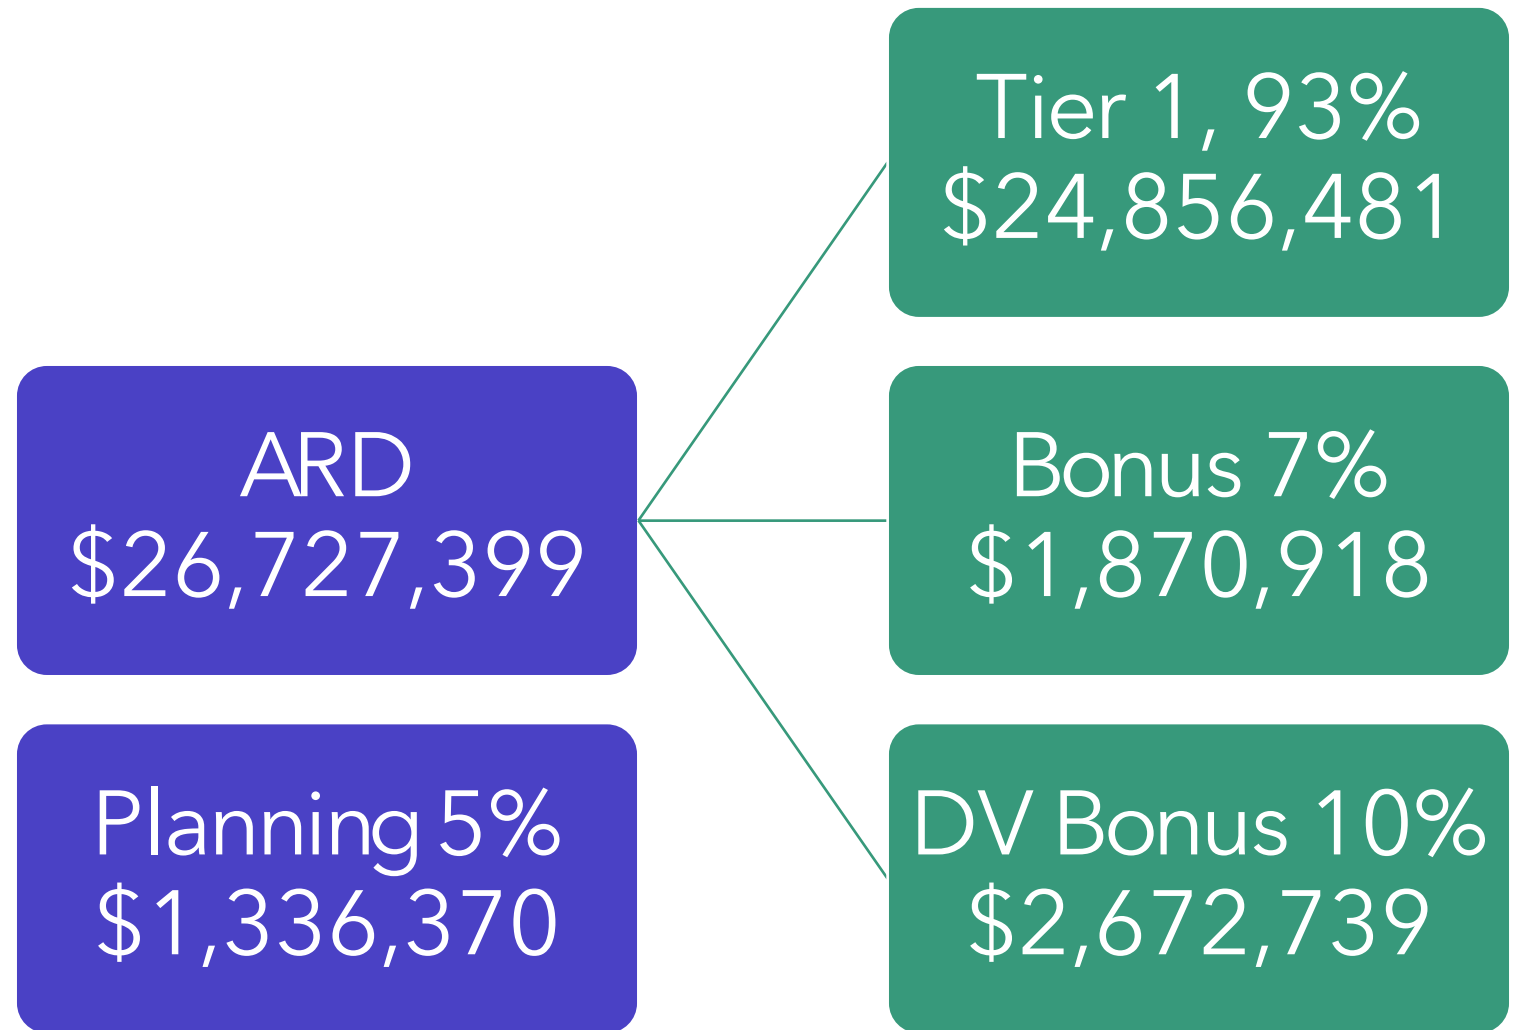 ARD
$26,727,399
Planning 5%
$1,336,370
Tier 1, 93%
$24,856,481
Bonus 7%
$1,870,918
DV Bonus 10%
$2,672,739